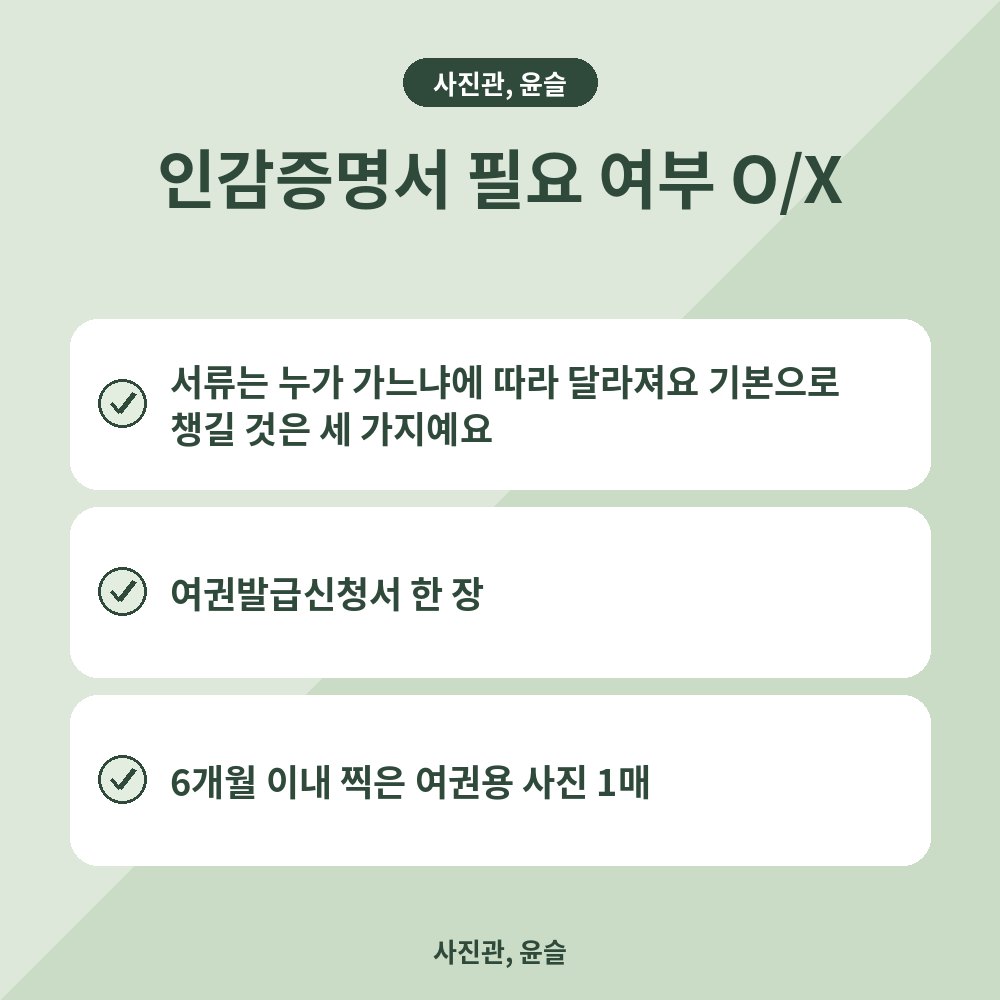 사진관, 윤슬
인감증명서 필요 여부 O/X
서류는 누가 가느냐에 따라 달라져요 기본으로
챙길 것은 세 가지예요
여권발급신청서 한 장
6개월 이내 찍은 여권용 사진 1매
사진관, 윤슬